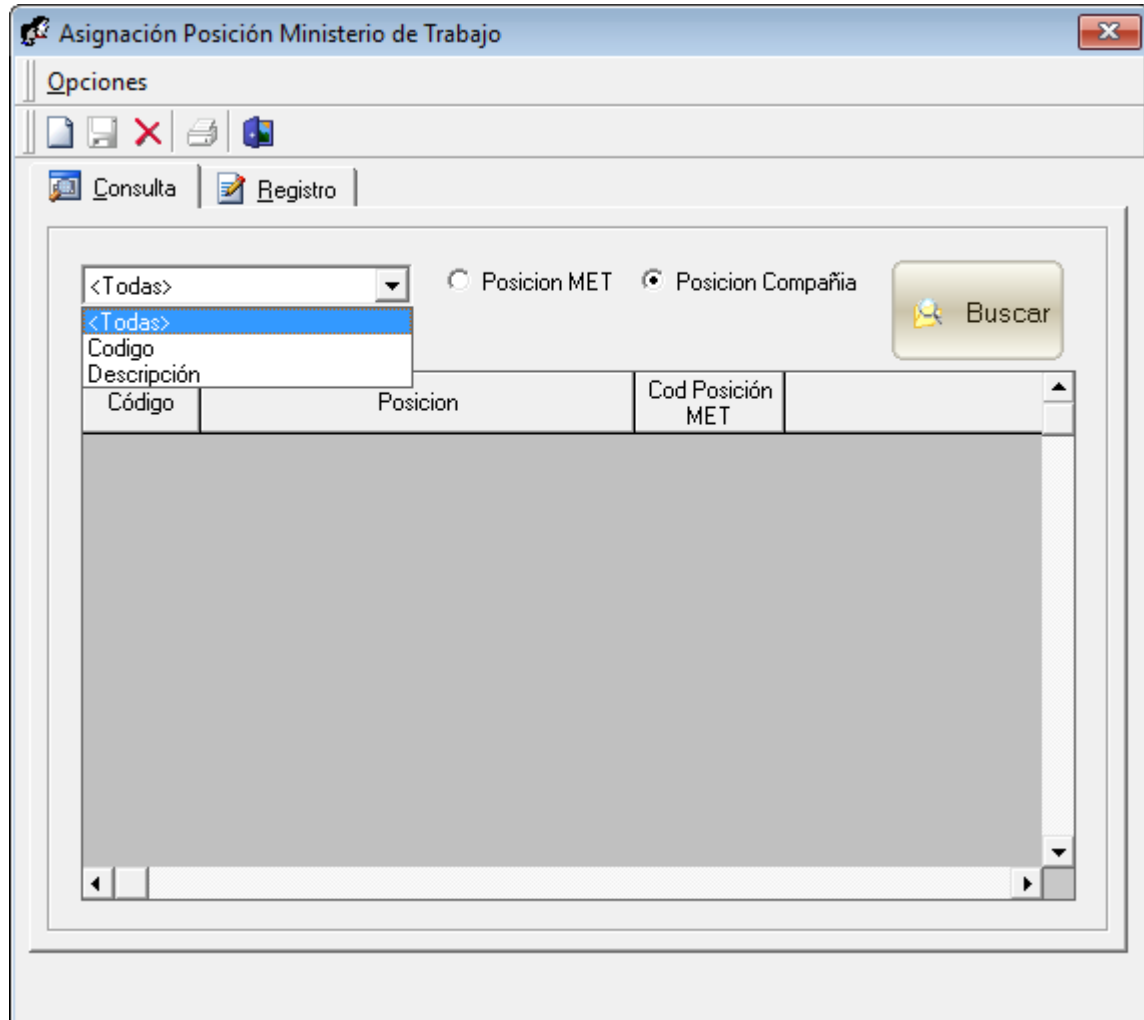 Asignación Posición Ministerio de Trabajo
Opciones
Consulta
Registro
<Todas>
Posicion MET
Posicion Compañia
Buscar
<Todas>
Codigo
Descripción
Código
Posicion
Cod Posición
MET